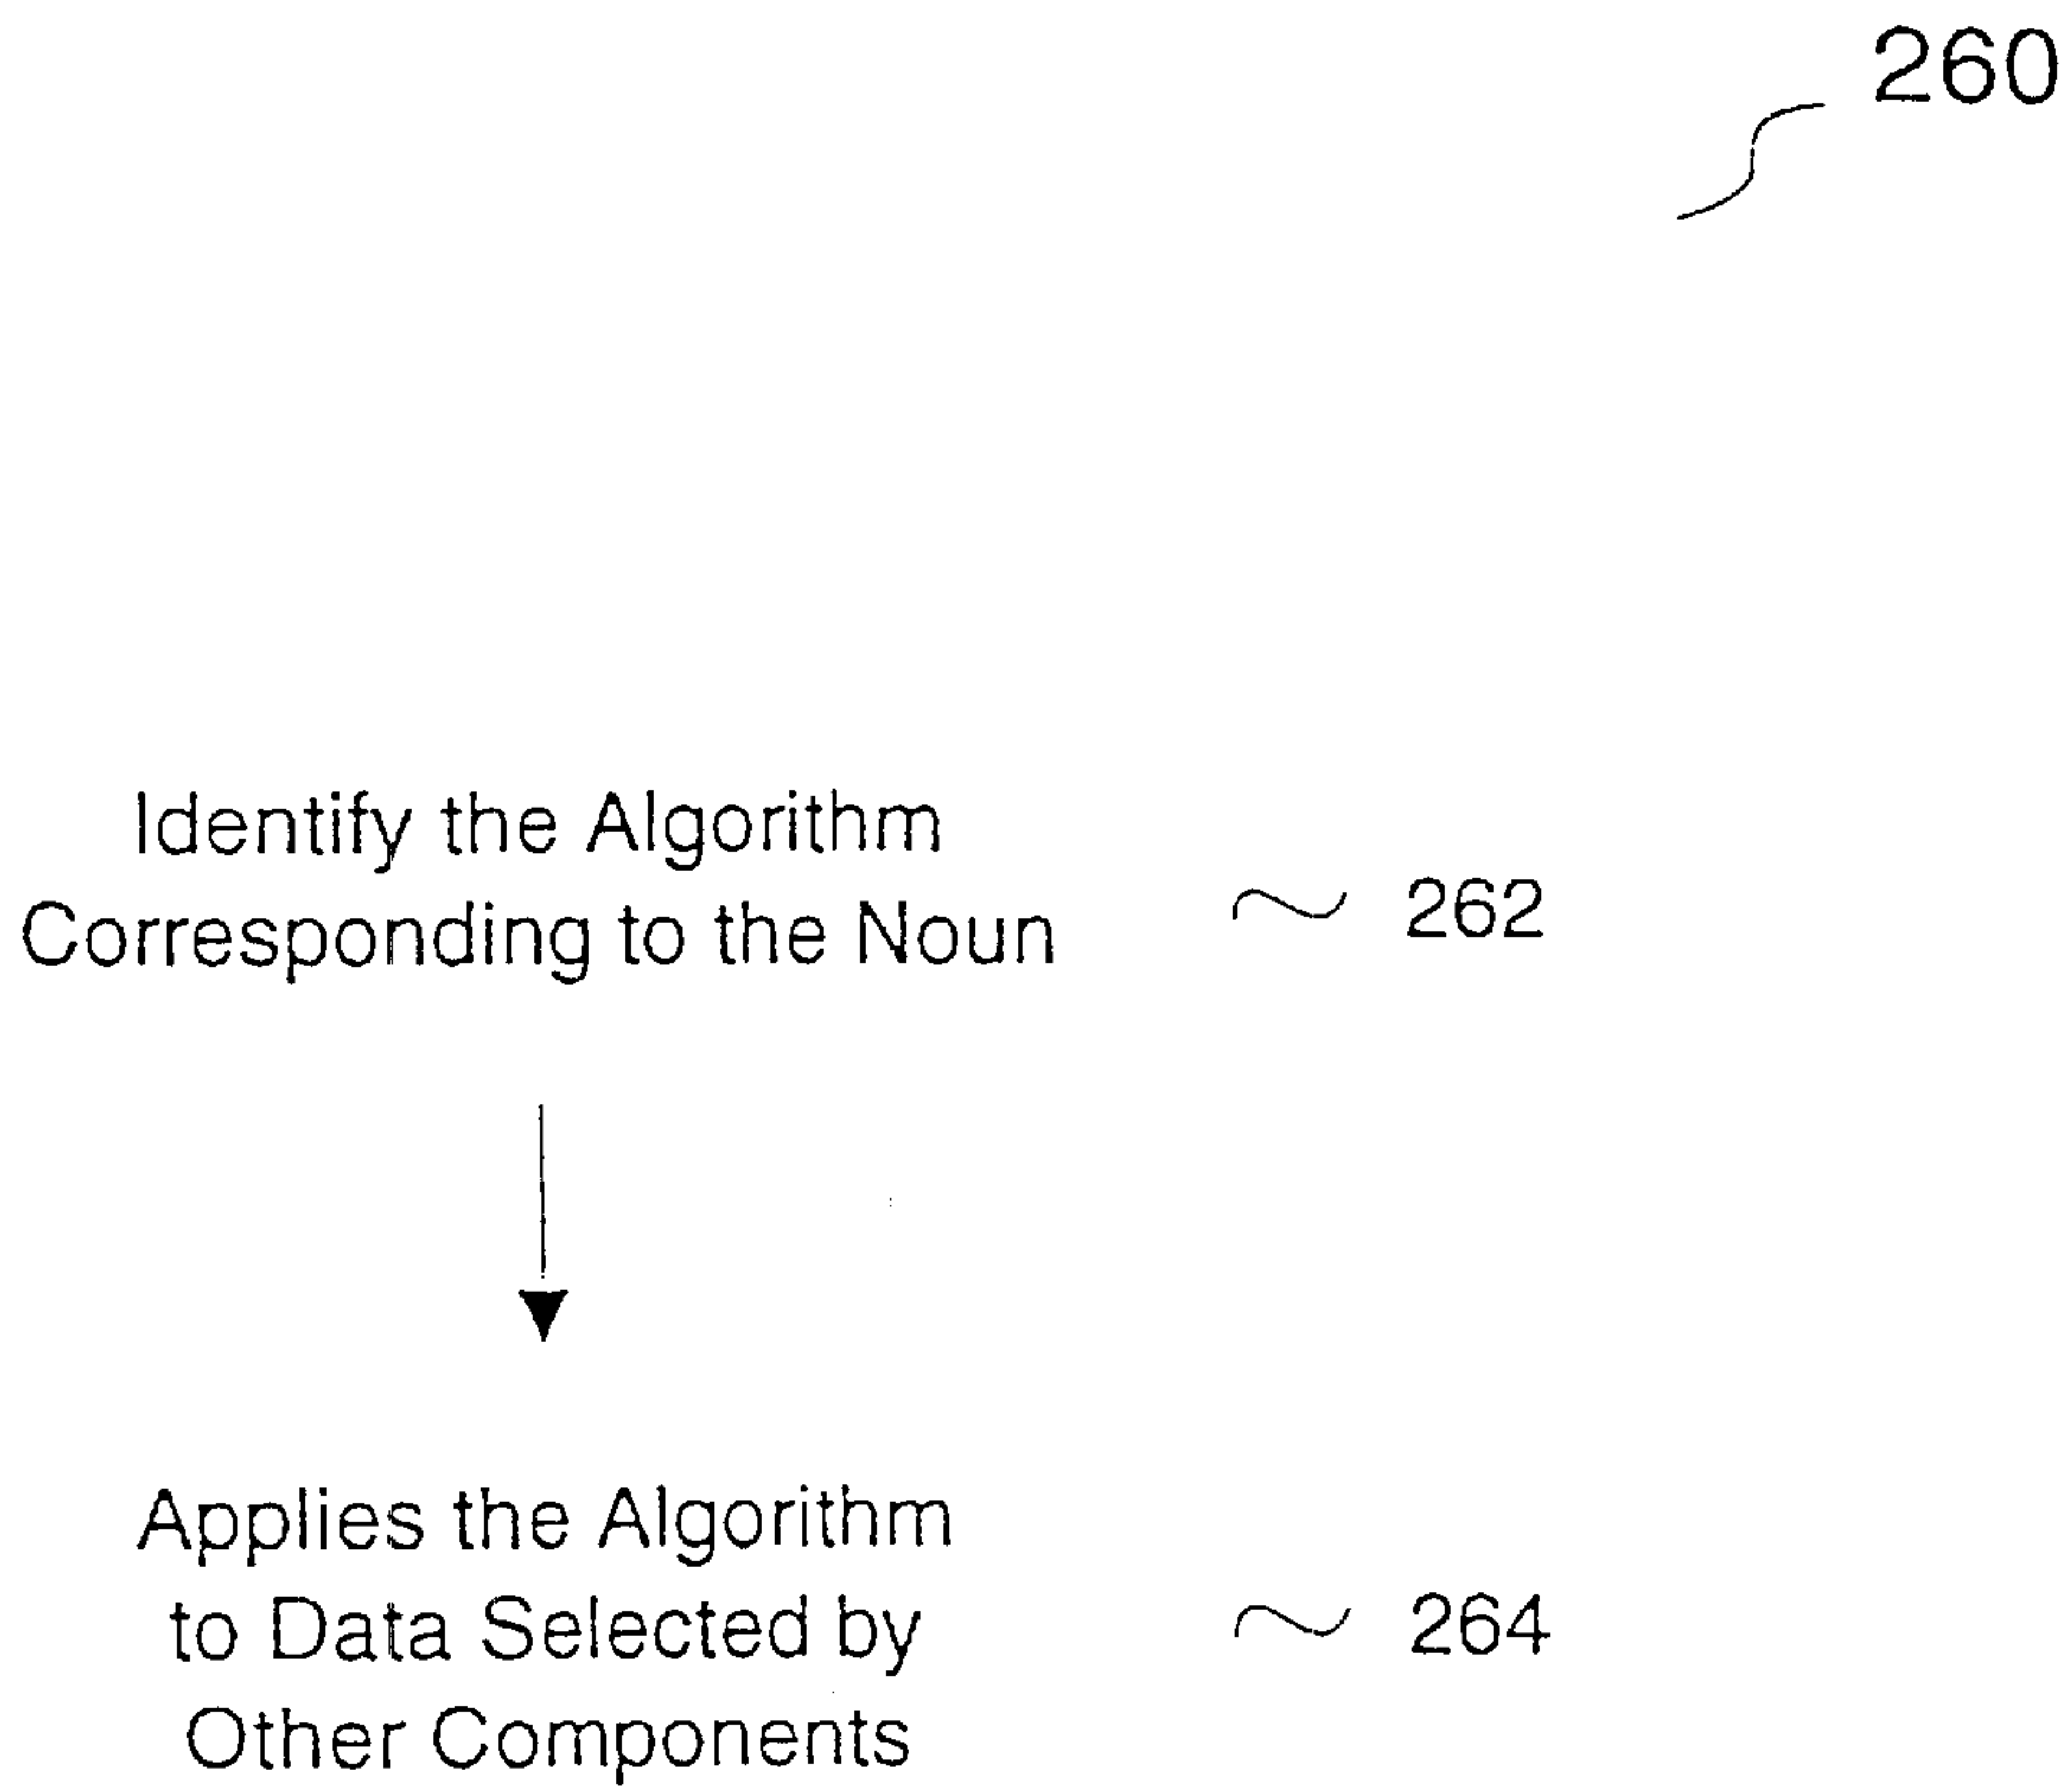 260
Identify the Algorithm
Corresponding to the Noun
262
Applies the Algorithm
to Data Selected by
Other Components
264